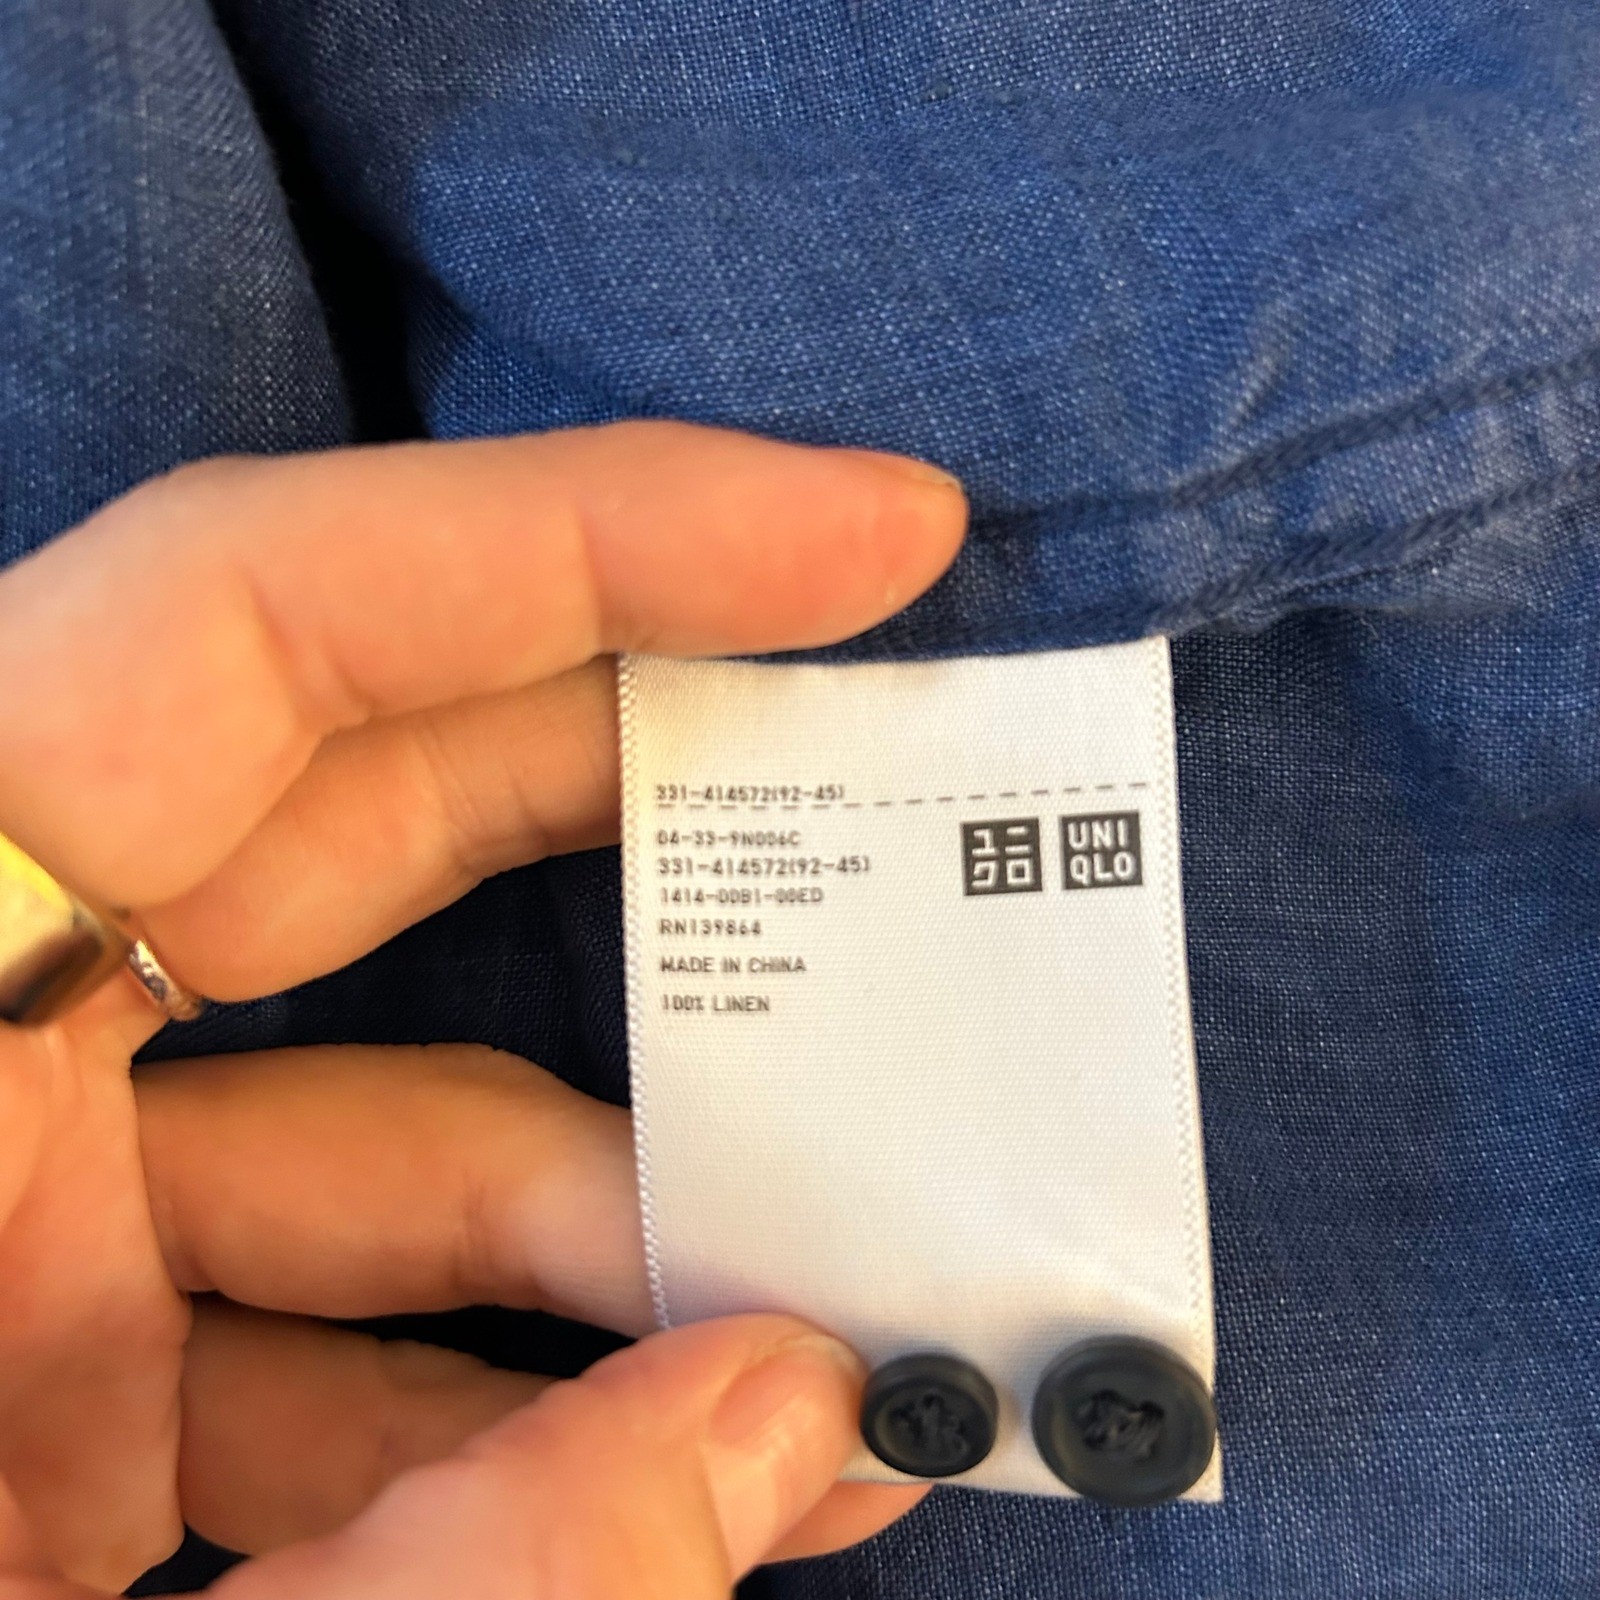 331-414572(92-45)
04-33-9N006C
331-414572(92-45)
1414-00B1-00ED
RN139864
MADE IN CHINA
100% LINEN
ユニ
クロ
UNI
QLO